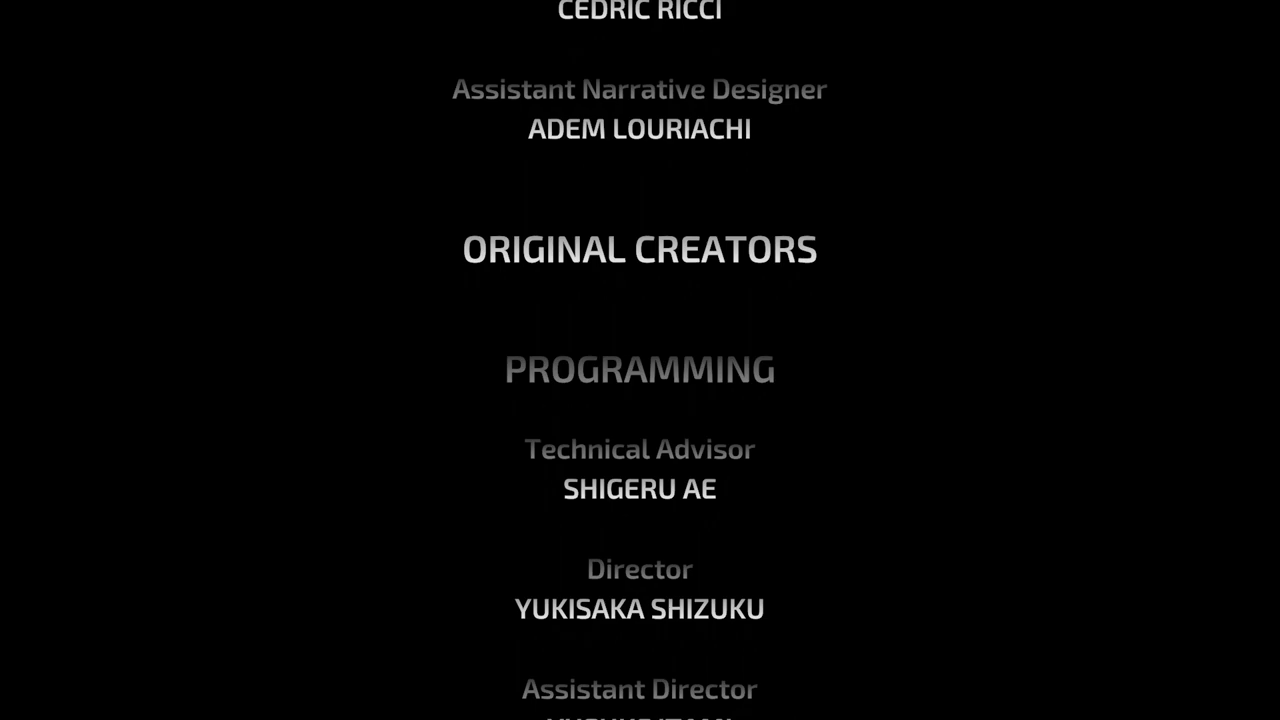 CEDRIC RICCI
Assistant Narrative Designer
ADEM LOURIACHI
ORIGINAL CREATORS
PROGRAMMING
Technical Advisor
SHIGERU AE
Director
YUKISAKA SHIZUKU
Assistant Director